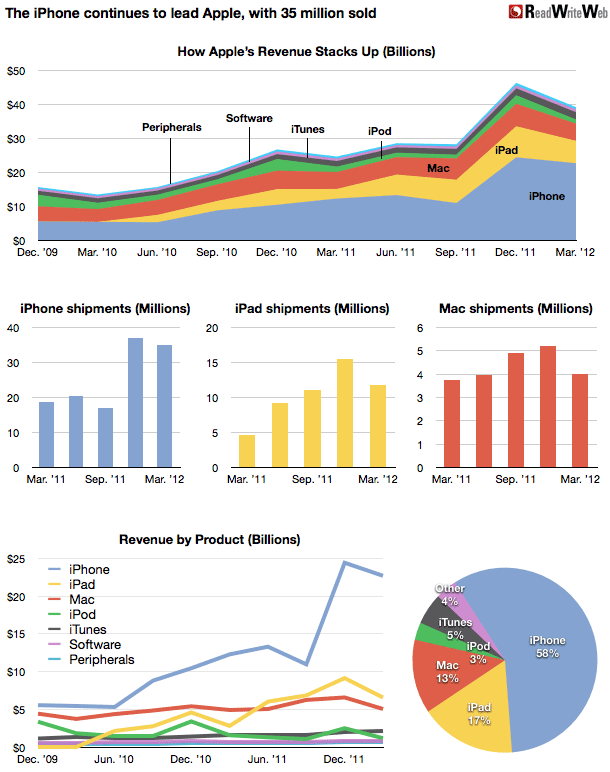 The iPhone continues to lead Apple, with 35 million sold
ReadWriteWeb
How Apple's Revenue Stacks Up (Billions)
$50
$40
$30
$20
$10
$0
Peripherals
Software
iTunes
iPod
Mac
iPad
iPhone
Dec. '09 Mar. '10 Jun. '10 Sep. '10 Dec. '10 Mar. '11 Jun. '11 Sep. '11 Dec. '11 Mar. '12
iPhone shipments (Millions)
40
30
20
10
0
Mar. '11 Sep. '11 Mar. '12
iPad shipments (Millions)
20
15
10
5
0
Mar. '11 Sep. '11 Mar. '12
Mac shipments (Millions)
6
5
4
3
2
1
0
Mar. '11 Sep. '11 Mar. '12
Revenue by Product (Billions)
$25
$20
$15
$10
$5
$0
iPhone
iPad
Mac
iPod
iTunes
Software
Peripherals
Dec. '09 Jun. '10 Dec. '10 Jun. '11 Dec. '11
Other
4%
iTunes
5%
iPod
3%
Mac
13%
iPad
17%
iPhone
58%